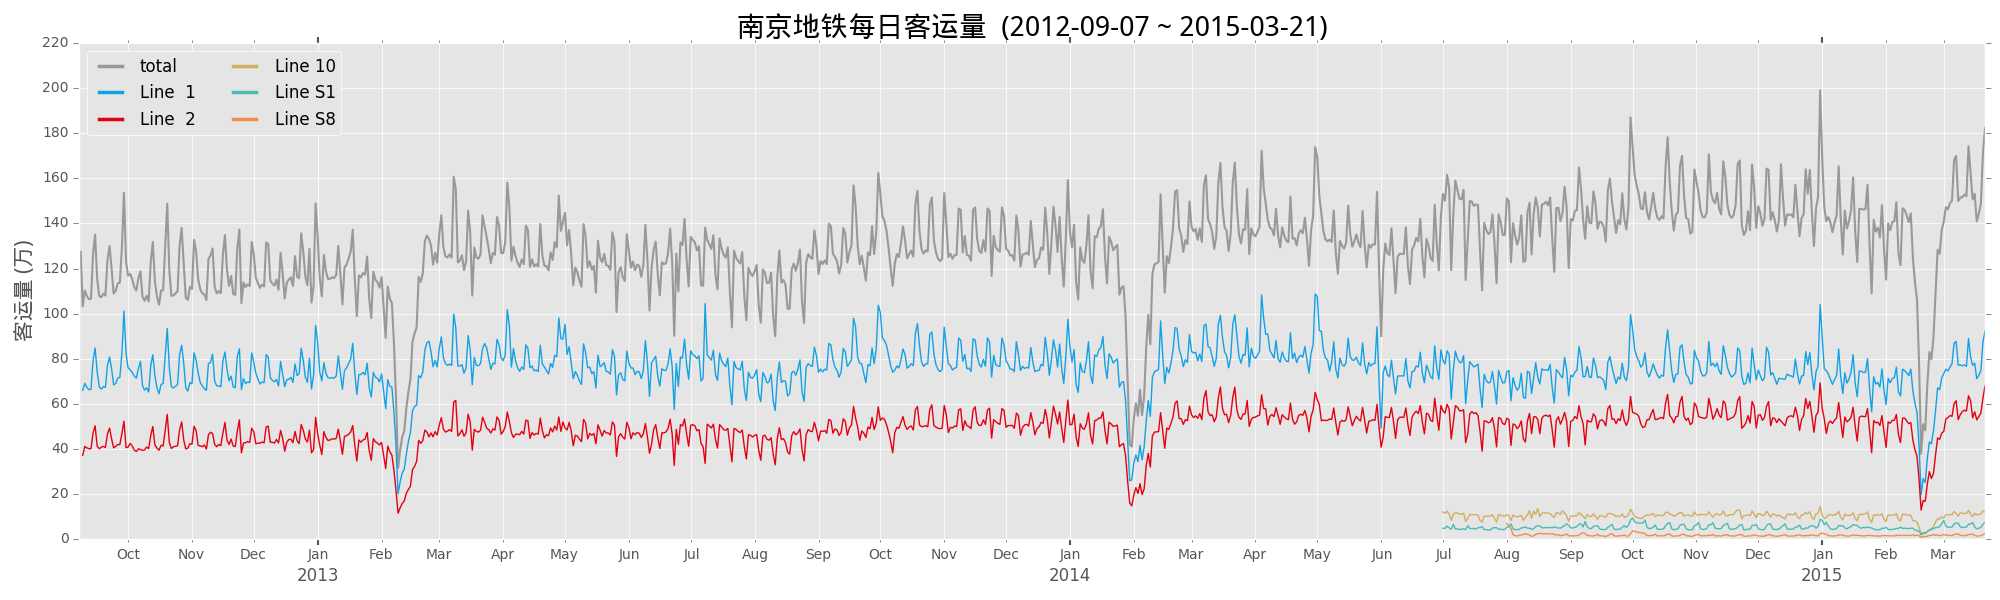 南京地铁每日客运量 (2012-09-07 ~ 2015-03-21)
客运量 (万)
220
200
180
160
140
120
100
80
60
40
20
0
total
Line 1
Line 2
Line 10
Line S1
Line S8
Oct Nov Dec Jan Feb Mar Apr May Jun Jul Aug Sep Oct Nov Dec Jan Feb Mar Apr May Jun Jul Aug Sep Oct Nov Dec Jan Feb Mar
2013 2014 2015